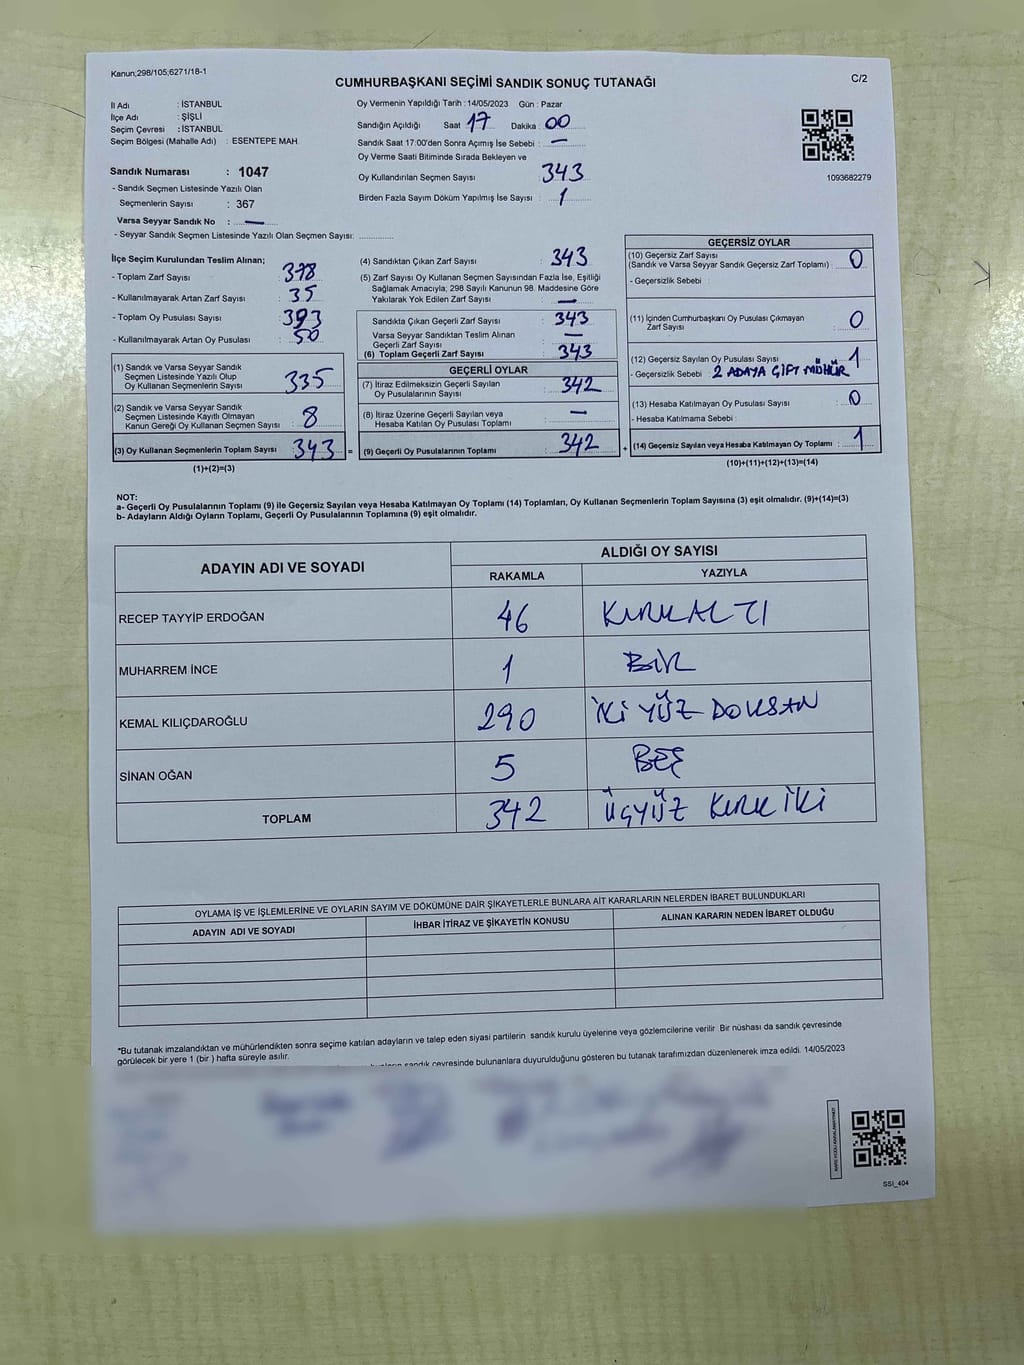 Kanun;298/105;6271/18-1
CUMHURBAŞKANI SEÇİMİ SANDIK SONUÇ TUTANAĞI
C/2
İl Adı : İSTANBUL
İlçe Adı : ŞİŞLİ
Seçim Çevresi : İSTANBUL
Seçim Bölgesi (Mahalle Adı) : ESENTEPE MAH.
Sandık Numarası : 1047
- Sandık Seçmen Listesinde Yazılı Olan
Seçmenlerin Sayısı : 367
Varsa Seyyar Sandık No : —
- Seyyar Sandık Seçmen Listesinde Yazılı Olan Seçmen Sayısı: ..............
Oy Vermenin Yapıldığı Tarih : 14/05/2023 Gün : Pazar
Sandığın Açıldığı Saat 17 Dakika : 00
Sandık Saat 17:00'den Sonra Açımış İse Sebebi : —
Oy Verme Saati Bitiminde Sırada Bekleyen ve
Oy Kullandırılan Seçmen Sayısı 343
Birden Fazla Sayım Döküm Yapılmış İse Sayısı : 1
1093682279
İlçe Seçim Kurulundan Teslim Alınan;
- Toplam Zarf Sayısı : 378
- Kullanılmayarak Artan Zarf Sayısı : 35
- Toplam Oy Pusulası Sayısı : 393
- Kullanılmayarak Artan Oy Pusulası : 50
(1) Sandık ve Varsa Seyyar Sandık
Seçmen Listesinde Yazılı Olup
Oy Kullanan Seçmenlerin Sayısı : 335
(2) Sandık ve Varsa Seyyar Sandık
Seçmen Listesinde Kayıtlı Olmayan
Kanun Gereği Oy Kullanan Seçmen Sayısı : 8
(3) Oy Kullanan Seçmenlerin Toplam Sayısı : 343 =
(1)+(2)=(3)
(4) Sandıktan Çıkan Zarf Sayısı : 343
(5) Zarf Sayısı Oy Kullanan Seçmen Sayısından Fazla İse, Eşitliği
Sağlamak Amacıyla; 298 Sayılı Kanunun 98. Maddesine Göre
Yakılarak Yok Edilen Zarf Sayısı : —
Sandıkta Çıkan Geçerli Zarf Sayısı : 343
Varsa Seyyar Sandıktan Teslim Alınan
Geçerli Zarf Sayısı : —
(6) Toplam Geçerli Zarf Sayısı : 343
GEÇERLİ OYLAR
(7) İtiraz Edilmeksizin Geçerli Sayılan
Oy Pusulalarının Sayısı : 342
(8) İtiraz Üzerine Geçerli Sayılan veya
Hesaba Katılan Oy Pusulası Toplamı : —
(9) Geçerli Oy Pusulalarının Toplamı : 342 +
GEÇERSİZ OYLAR
(10) Geçersiz Zarf Sayısı
(Sandık ve Varsa Seyyar Sandık Geçersiz Zarf Toplamı) : 0
- Geçersizlik Sebebi :
(11) İçinden Cumhurbaşkanı Oy Pusulası Çıkmayan
Zarf Sayısı : 0
(12) Geçersiz Sayılan Oy Pusulası Sayısı : 1
- Geçersizlik Sebebi : 2 ADAYA ÇİFT MÜHÜR
(13) Hesaba Katılmayan Oy Pusulası Sayısı : 0
- Hesaba Katılmama Sebebi :
(14) Geçersiz Sayılan veya Hesaba Katılmayan Oy Toplamı : 1
(10)+(11)+(12)+(13)=(14)
NOT:
a- Geçerli Oy Pusulalarının Toplamı (9) ile Geçersiz Sayılan veya Hesaba Katılmayan Oy Toplamı (14) Toplamları, Oy Kullanan Seçmenlerin Toplam Sayısına (3) eşit olmalıdır. (9)+(14)=(3)
b- Adayların Aldığı Oyların Toplamı, Geçerli Oy Pusulalarının Toplamına (9) eşit olmalıdır.
ADAYIN ADI VE SOYADI
ALDIĞI OY SAYISI
RAKAMLA YAZIYLA
RECEP TAYYİP ERDOĞAN 46 KIRKALTI
MUHARREM İNCE 1 BİR
KEMAL KILIÇDAROĞLU 290 İKİ YÜZ DOKSAN
SİNAN OĞAN 5 BEŞ
TOPLAM 342 ÜÇYÜZ KIRK İKİ
OYLAMA İŞ VE İŞLEMLERİNE VE OYLARIN SAYIM VE DÖKÜMÜNE DAİR ŞİKAYETLERLE BUNLARA AİT KARARLARIN NELERDEN İBARET BULUNDUKLARI
ADAYIN ADI VE SOYADI İHBAR İTİRAZ VE ŞİKAYETİN KONUSU ALINAN KARARIN NEDEN İBARET OLDUĞU
*Bu tutanak imzalandıktan ve mühürlendikten sonra seçime katılan adayların ve talep eden siyasi partilerin sandık kurulu üyelerine veya gözlemcilerine verilir. Bir nüshası da sandık çevresinde
görülecek bir yere 1 (bir ) hafta süreyle asılır.
sandık çevresinde bulunanlara duyurulduğunu gösteren bu tutanak tarafımızdan düzenlenerek imza edildi. 14/05/2023
SSI_404